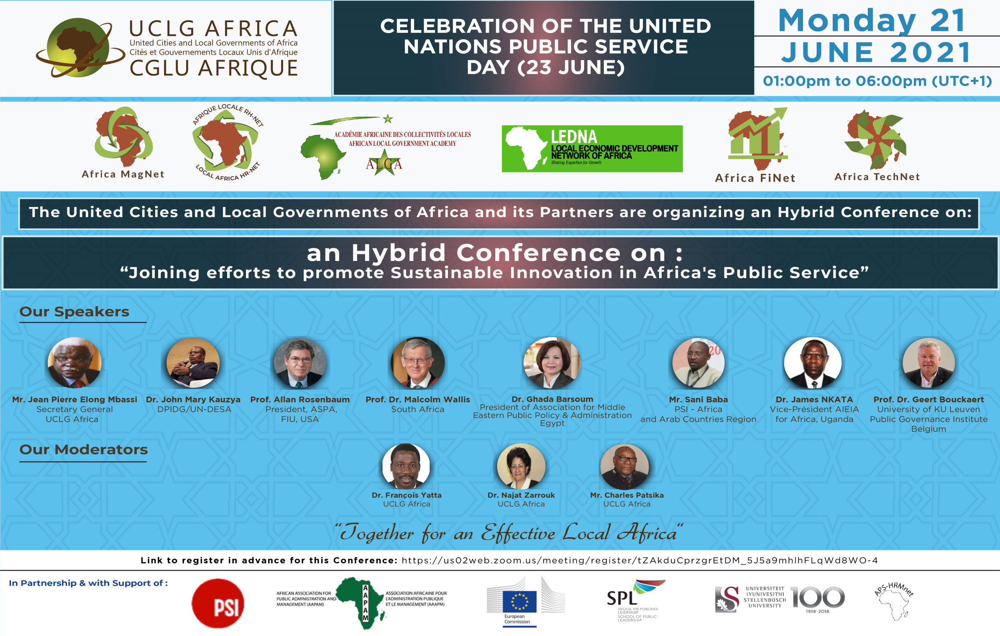 UCLG AFRICA
United Cities and Local Governments of Africa
Cités et Gouvernements Locaux Unis d'Afrique
CGLU AFRIQUE
CELEBRATION OF THE UNITED
NATIONS PUBLIC SERVICE
DAY (23 JUNE)
Monday 21
JUNE 2021
01:00pm to 06:00pm (UTC+1)
Africa MagNet
AFRIQUE LOCALE RH-NET
LOCAL AFRICA HR-NET
ACADÉMIE AFRICAINE DES COLLECTIVITÉS LOCALES
AFRICAN LOCAL GOVERNMENT ACADEMY
ALGA
LEDNA
LOCAL ECONOMIC DEVELOPMENT
NETWORK OF AFRICA
Sharing Expertise for Growth
Africa FiNet
Africa TechNet
The United Cities and Local Governments of Africa and its Partners are organizing an Hybrid Conference on:
an Hybrid Conference on :
“Joining efforts to promote Sustainable Innovation in Africa's Public Service”
Our Speakers
Mr. Jean Pierre Elong Mbassi
Secretary General
UCLG Africa
Dr. John Mary Kauzya
DPIDG/UN-DESA
Prof. Allan Rosenbaum
President, ASPA,
FIU, USA
Prof. Dr. Malcolm Wallis
South Africa
Dr. Ghada Barsoum
President of Association for Middle
Eastern Public Policy & Administration
Egypt
20
Mr. Sani Baba
PSI - Africa
and Arab Countries Region
Dr. James NKATA
Vice-Président AIEIA
for Africa, Uganda
Prof. Dr. Geert Bouckaert
University of KU Leuven
Public Governance Institute
Belgium
Our Moderators
Dr. François Yatta
UCLG Africa
Dr. Najat Zarrouk
UCLG Africa
Mr. Charles Patsika
UCLG Africa
“Together for an Effective Local Africa“
Link to register in advance for this Conference: https://us02web.zoom.us/meeting/register/tZAkduCprzgrEtDM_5J5a9mhlhFLqWd8WO-4
In Partnership & with Support of :
PSI
AFRICAN ASSOCIATION FOR
PUBLIC ADMINISTRATION AND
MANAGEMENT (AAPAM)
AAPAM
ASSOCIATION AFRICAINE POUR
L'ADMINISTRATION PUBLIQUE
ET LE MANAGEMENT (AAAPM)
European
Commission
SPL
SKOOL VIR PUBLIEKE
LEIERSKAP
SCHOOL OF PUBLIC
LEADERSHIP
UNIVERSITEIT
iYUNIVESITHI
STELLENBOSCH
UNIVERSITY
100
1918·2018
APS-HRMnet